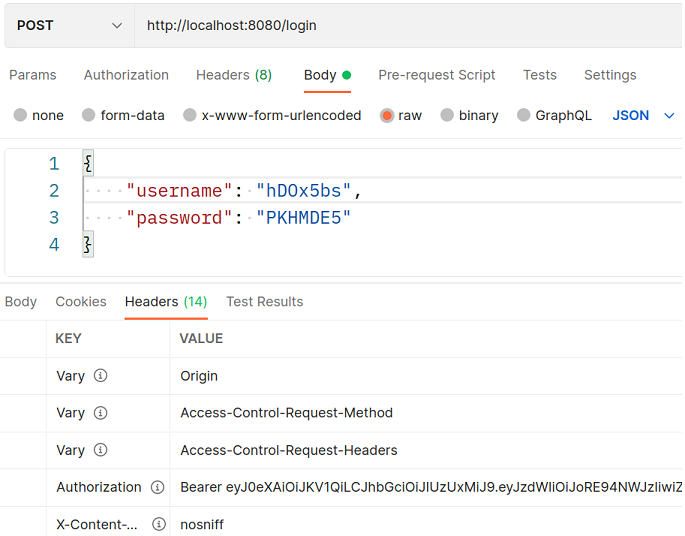 POST http://localhost:8080/login
Params Authorization Headers (8) Body Pre-request Script Tests Settings
none form-data x-www-form-urlencoded raw binary GraphQL JSON
1 {
2 "username": "hDOx5bs",
3 "password": "PKHMDE5"
4 }
Body Cookies Headers (14) Test Results
KEY VALUE
Vary Origin
Vary Access-Control-Request-Method
Vary Access-Control-Request-Headers
Authorization Bearer eyJ0eXAiOiJKV1QiLCJhbGciOiJIUzUxMiJ9.eyJzdWIiOiJoRE94NWJzIiwiZ
X-Content-... nosniff